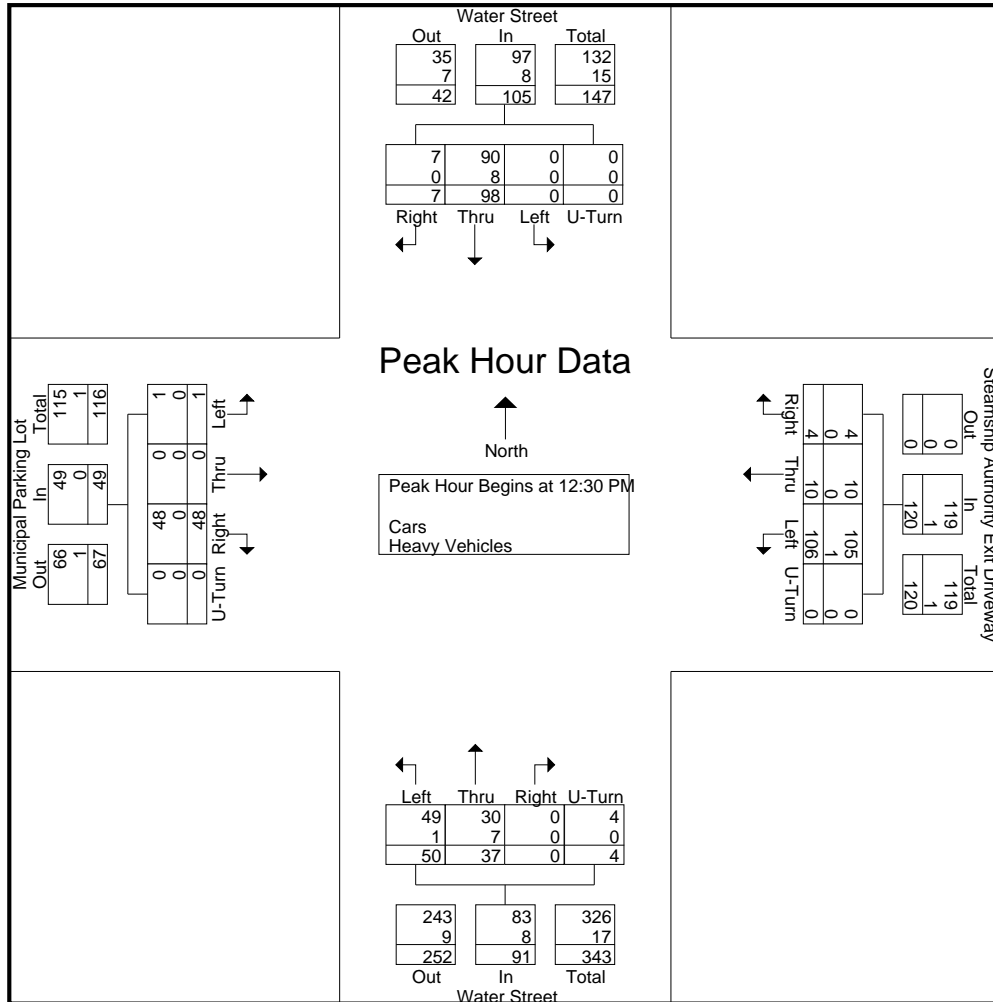 Water Street
Out In Total
35 97 132
7 8 15
42 105 147
7 90 0 0
0 8 0 0
7 98 0 0
Right Thru Left U-Turn
Peak Hour Data
North
Peak Hour Begins at 12:30 PM
Cars
Heavy Vehicles
Municipal Parking Lot
Out In Total
66 49 115
1 0 1
67 49 116
0 48 0 1
0 0 0 0
0 48 0 1
U-Turn Right Thru Left
Steamship Authority Exit Driveway
Out In Total
0 119 119
0 1 1
0 120 120
4 10 105 0
0 0 1 0
4 10 106 0
Right Thru Left U-Turn
Left Thru Right U-Turn
49 30 0 4
1 7 0 0
50 37 0 4
243 83 326
9 8 17
252 91 343
Out In Total
Water Street